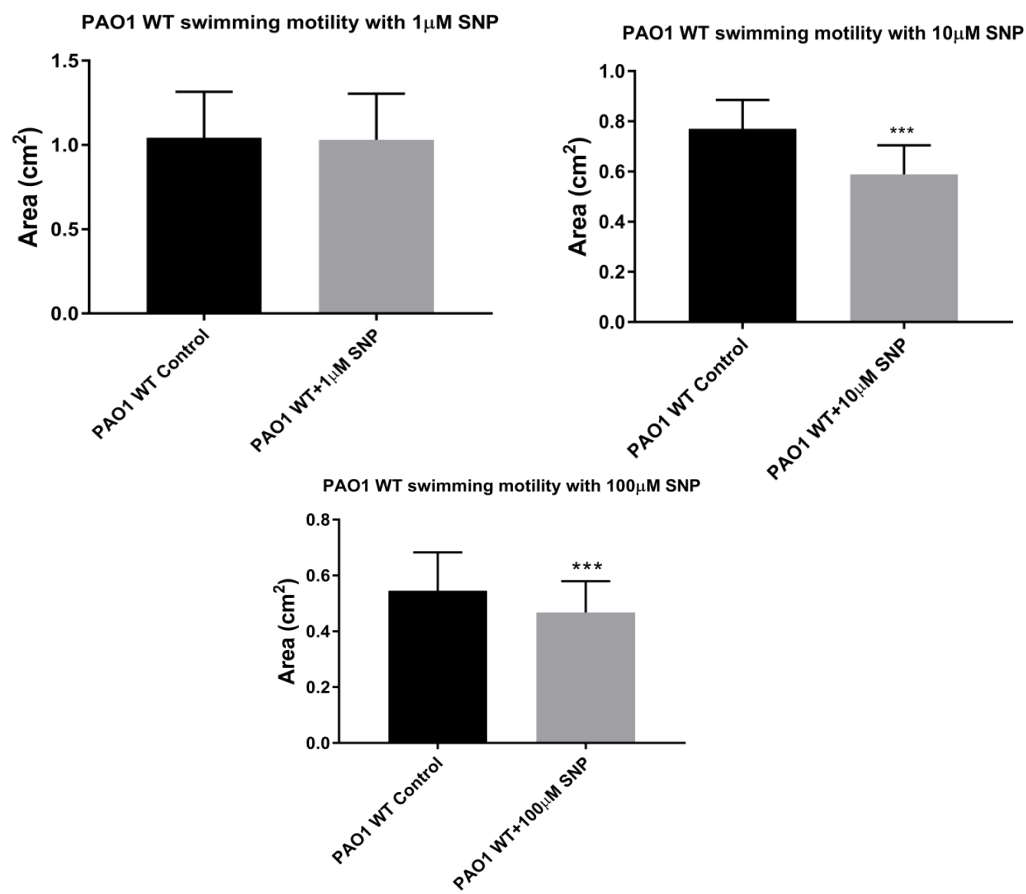 PAO1 WT swimming motility with 1μM SNP
Area (cm²)
1.5
1.0
0.5
0.0
PAO1 WT Control
PAO1 WT+1μM SNP
PAO1 WT swimming motility with 10μM SNP
Area (cm²)
1.0
0.8
0.6
0.4
0.2
0.0
***
PAO1 WT Control
PAO1 WT+10μM SNP
PAO1 WT swimming motility with 100μM SNP
Area (cm²)
0.8
0.6
0.4
0.2
0.0
***
PAO1 WT Control
PAO1 WT+100μM SNP